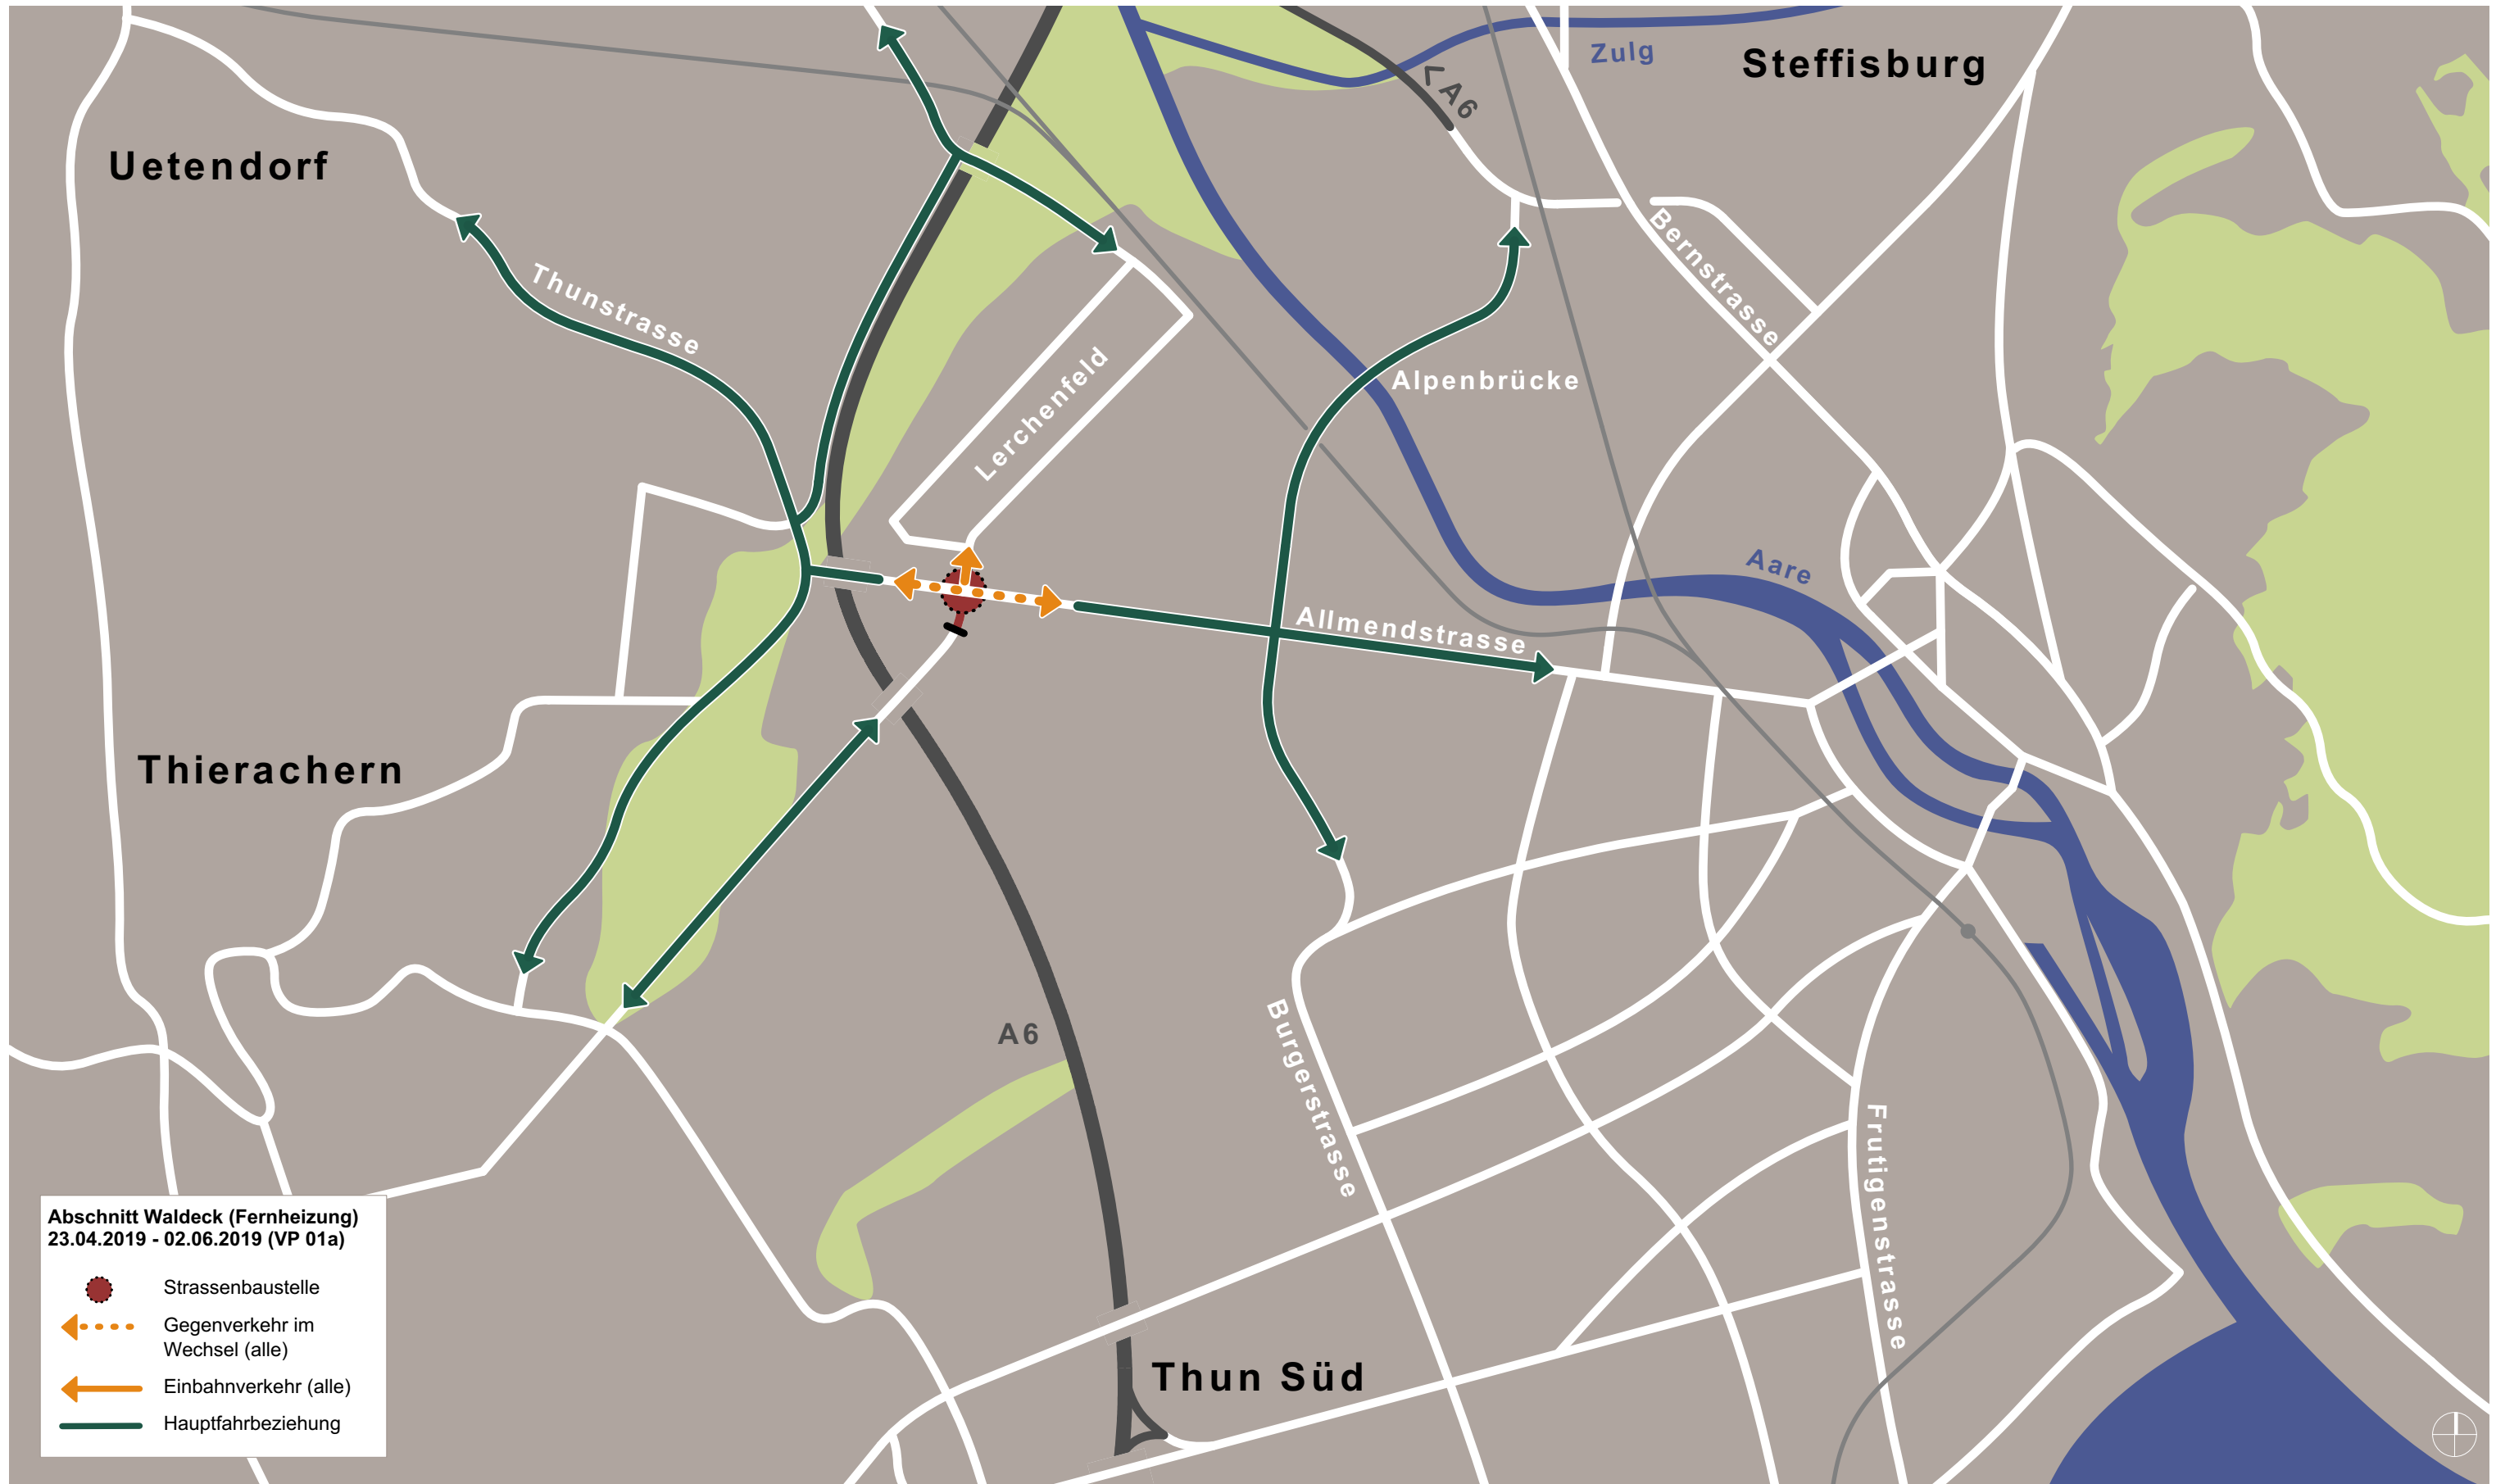 Zulg
Steffisburg
< A6
Uetendorf
Bernstrasse
Thunstrasse
Lerchenfeld
Alpenbrücke
Aare
Allmendstrasse
Thierachern
A6
Burgerstrasse
Frutigenstrasse
Abschnitt Waldeck (Fernheizung)
23.04.2019 - 02.06.2019 (VP 01a)
Strassenbaustelle
Gegenverkehr im
Wechsel (alle)
Einbahnverkehr (alle)
Hauptfahrbeziehung
Thun Süd